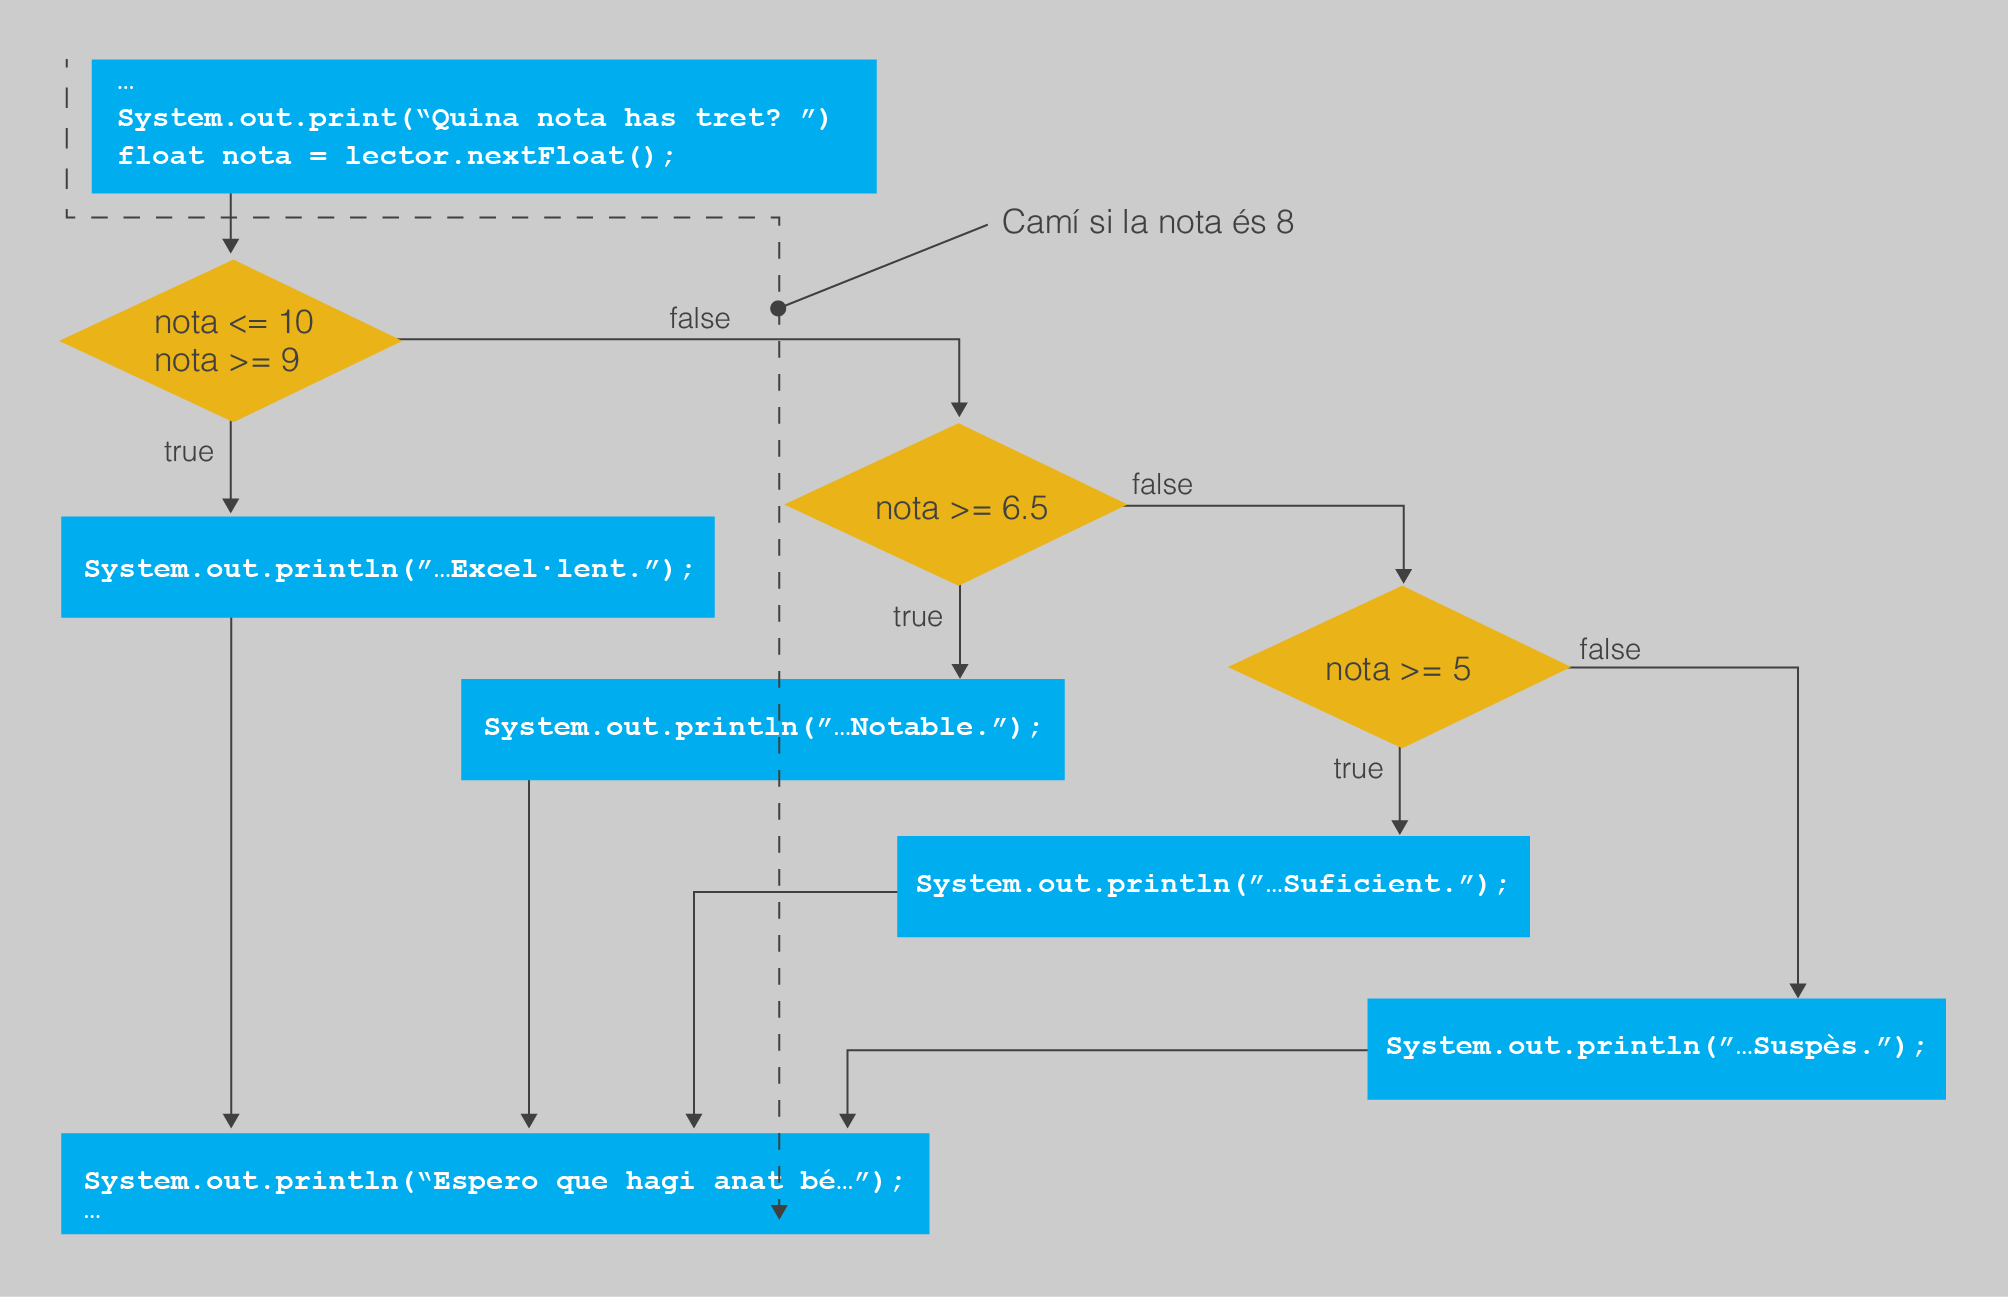 …
System.out.print(“Quina nota has tret? ”)
float nota = lector.nextFloat();
Camí si la nota és 8
nota <= 10
nota >= 9
false
true
nota >= 6.5
false
true
System.out.println(”…Excel·lent.”);
nota >= 5
false
true
System.out.println(”…Notable.”);
System.out.println(”…Suficient.”);
System.out.println(”…Suspès.”);
System.out.println(“Espero que hagi anat bé…”);
…